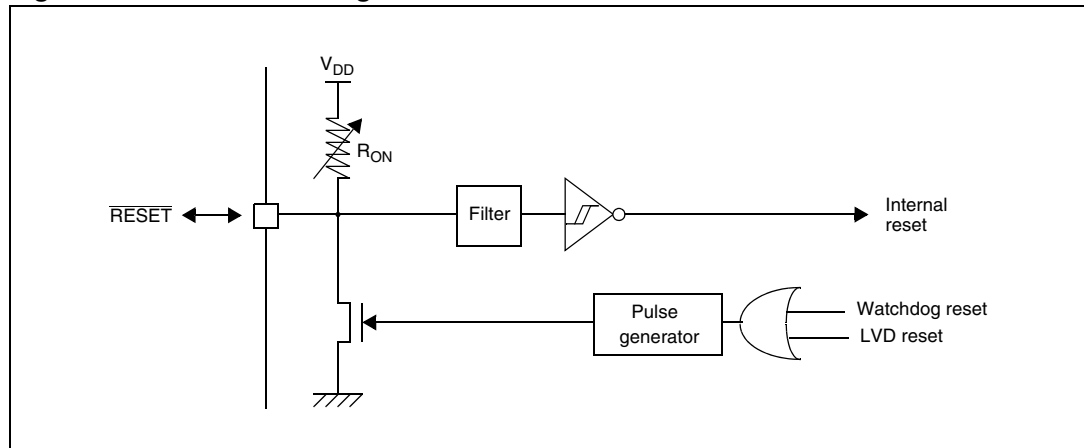 V_DD
R_ON
RESET
Filter
Internal
reset
Pulse
generator
Watchdog reset
LVD reset